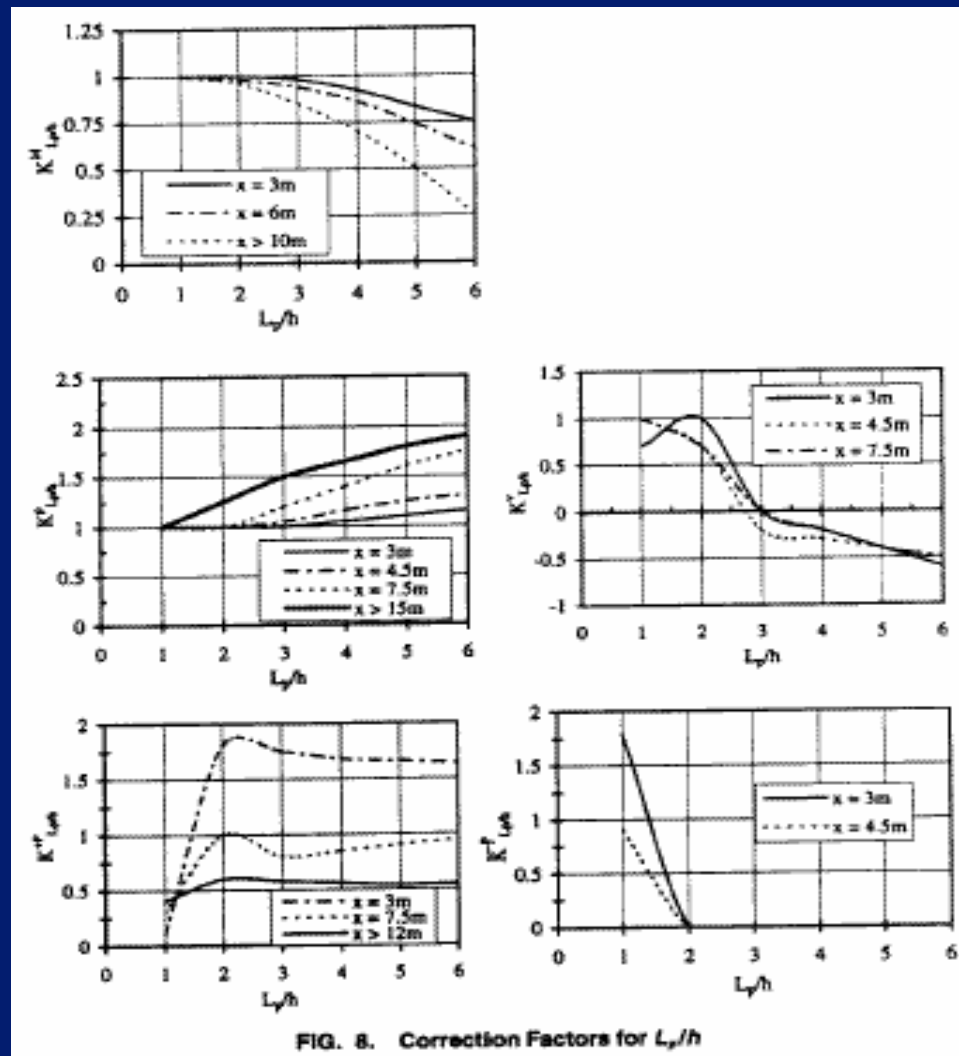 1.25
1
0.75
0.5
0.25
0
x = 3m
x = 6m
x > 10m
0 1 2 3 4 5 6
2.5
2
1.5
1
0.5
0
x = 3m
x = 4.5m
x = 7.5m
x > 15m
0 1 2 3 4 5 6
1.5
1
0.5
0
-0.5
-1
x = 3m
x = 4.5m
x = 7.5m
0 1 2 3 4 5 6
2
1.5
1
0.5
0
x = 3m
x = 7.5m
x > 12m
0 1 2 3 4 5 6
2
1.5
1
0.5
0
x = 3m
x = 4.5m
0 1 2 3 4 5 6
FIG. 8. Correction Factors for